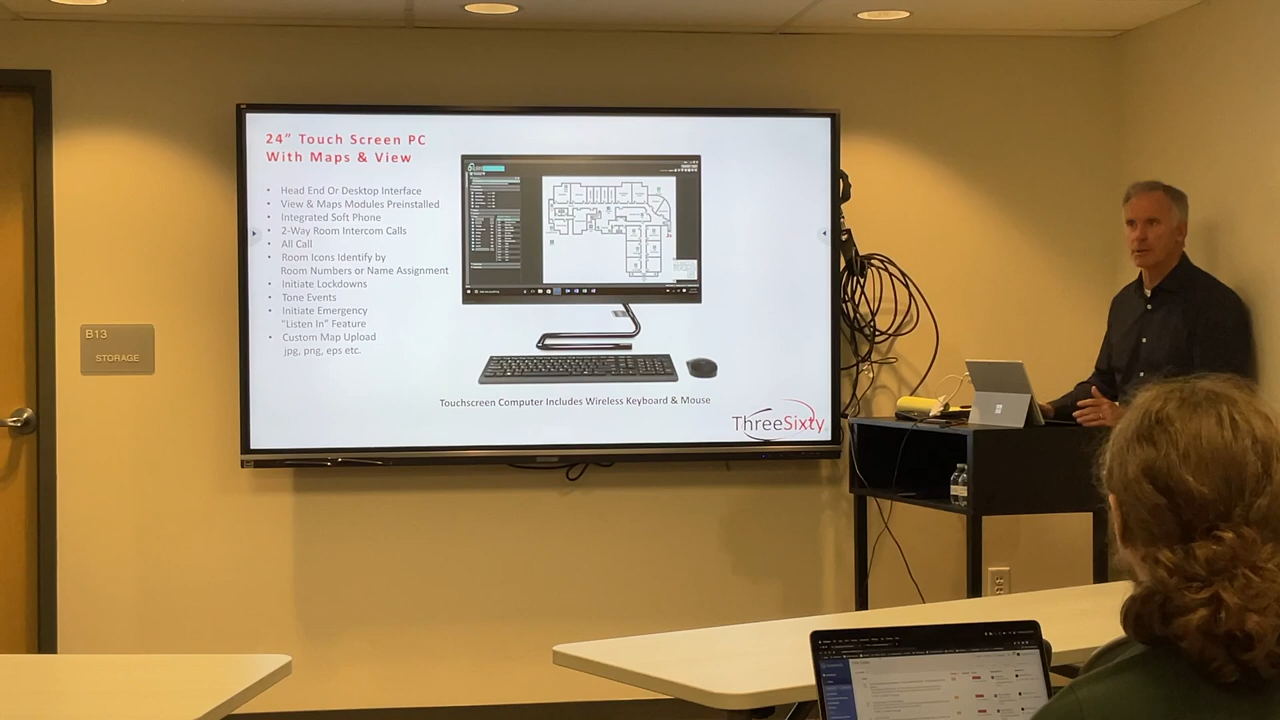 24” Touch Screen PC
With Maps & View
• Head End Or Desktop Interface
• View & Maps Modules Preinstalled
• Integrated Soft Phone
• 2-Way Room Intercom Calls
• All Call
• Room Icons Identify by
Room Numbers or Name Assignment
• Initiate Lockdowns
• Tone Events
• Initiate Emergency
“Listen In” Feature
• Custom Map Upload
jpg, png, eps etc.
Touchscreen Computer Includes Wireless Keyboard & Mouse
ThreeSixty
B13
STORAGE